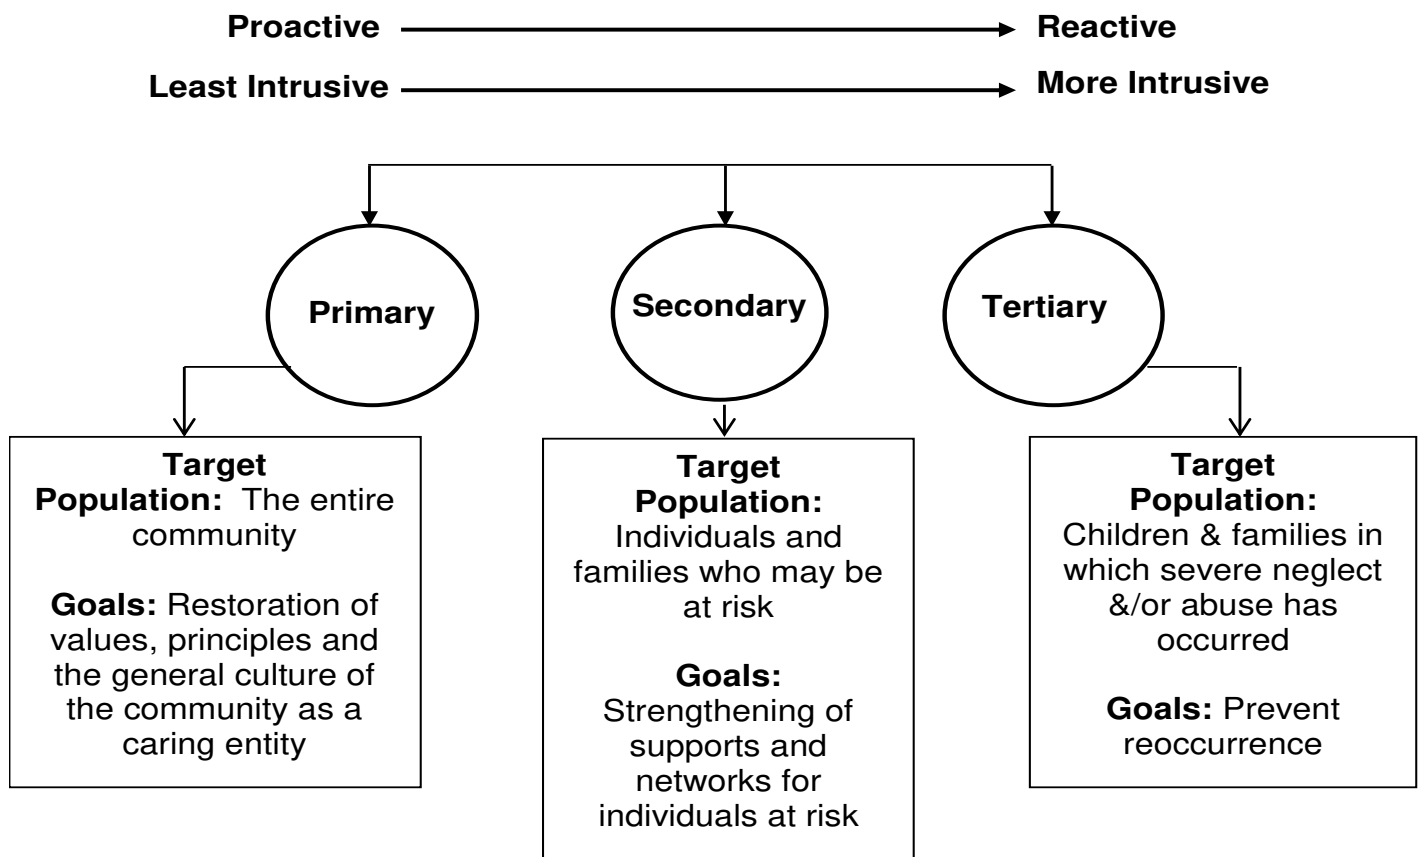 Proactive
Reactive
Least Intrusive
More Intrusive
Primary
Secondary
Tertiary
Target
Population: The entire
community
Goals: Restoration of
values, principles and
the general culture of
the community as a
caring entity
Target
Population:
Individuals and
families who may be
at risk
Goals:
Strengthening of
supports and
networks for
individuals at risk
Target
Population:
Children & families in
which severe neglect
&/or abuse has
occurred
Goals: Prevent
reoccurrence